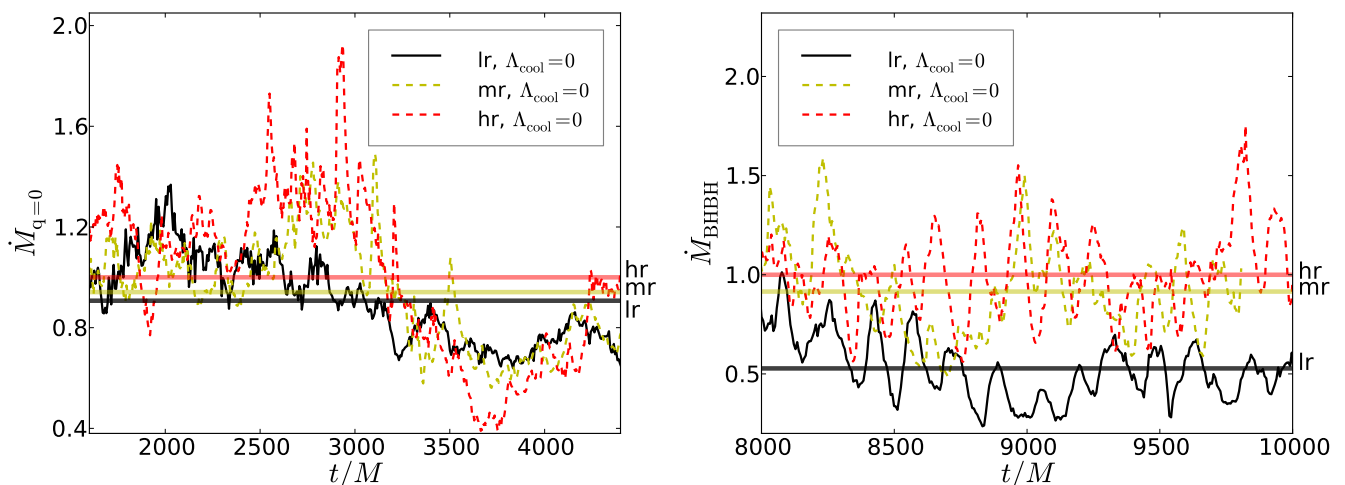 2.0
1.6
1.2
0.8
0.4
Ṁq=0
lr, Λcool=0
mr, Λcool=0
hr, Λcool=0
hr
mr
lr
2000 2500 3000 3500 4000
t/M
2.0
1.5
1.0
0.5
ṀBHBH
lr, Λcool=0
mr, Λcool=0
hr, Λcool=0
hr
mr
lr
8000 8500 9000 9500 10000
t/M